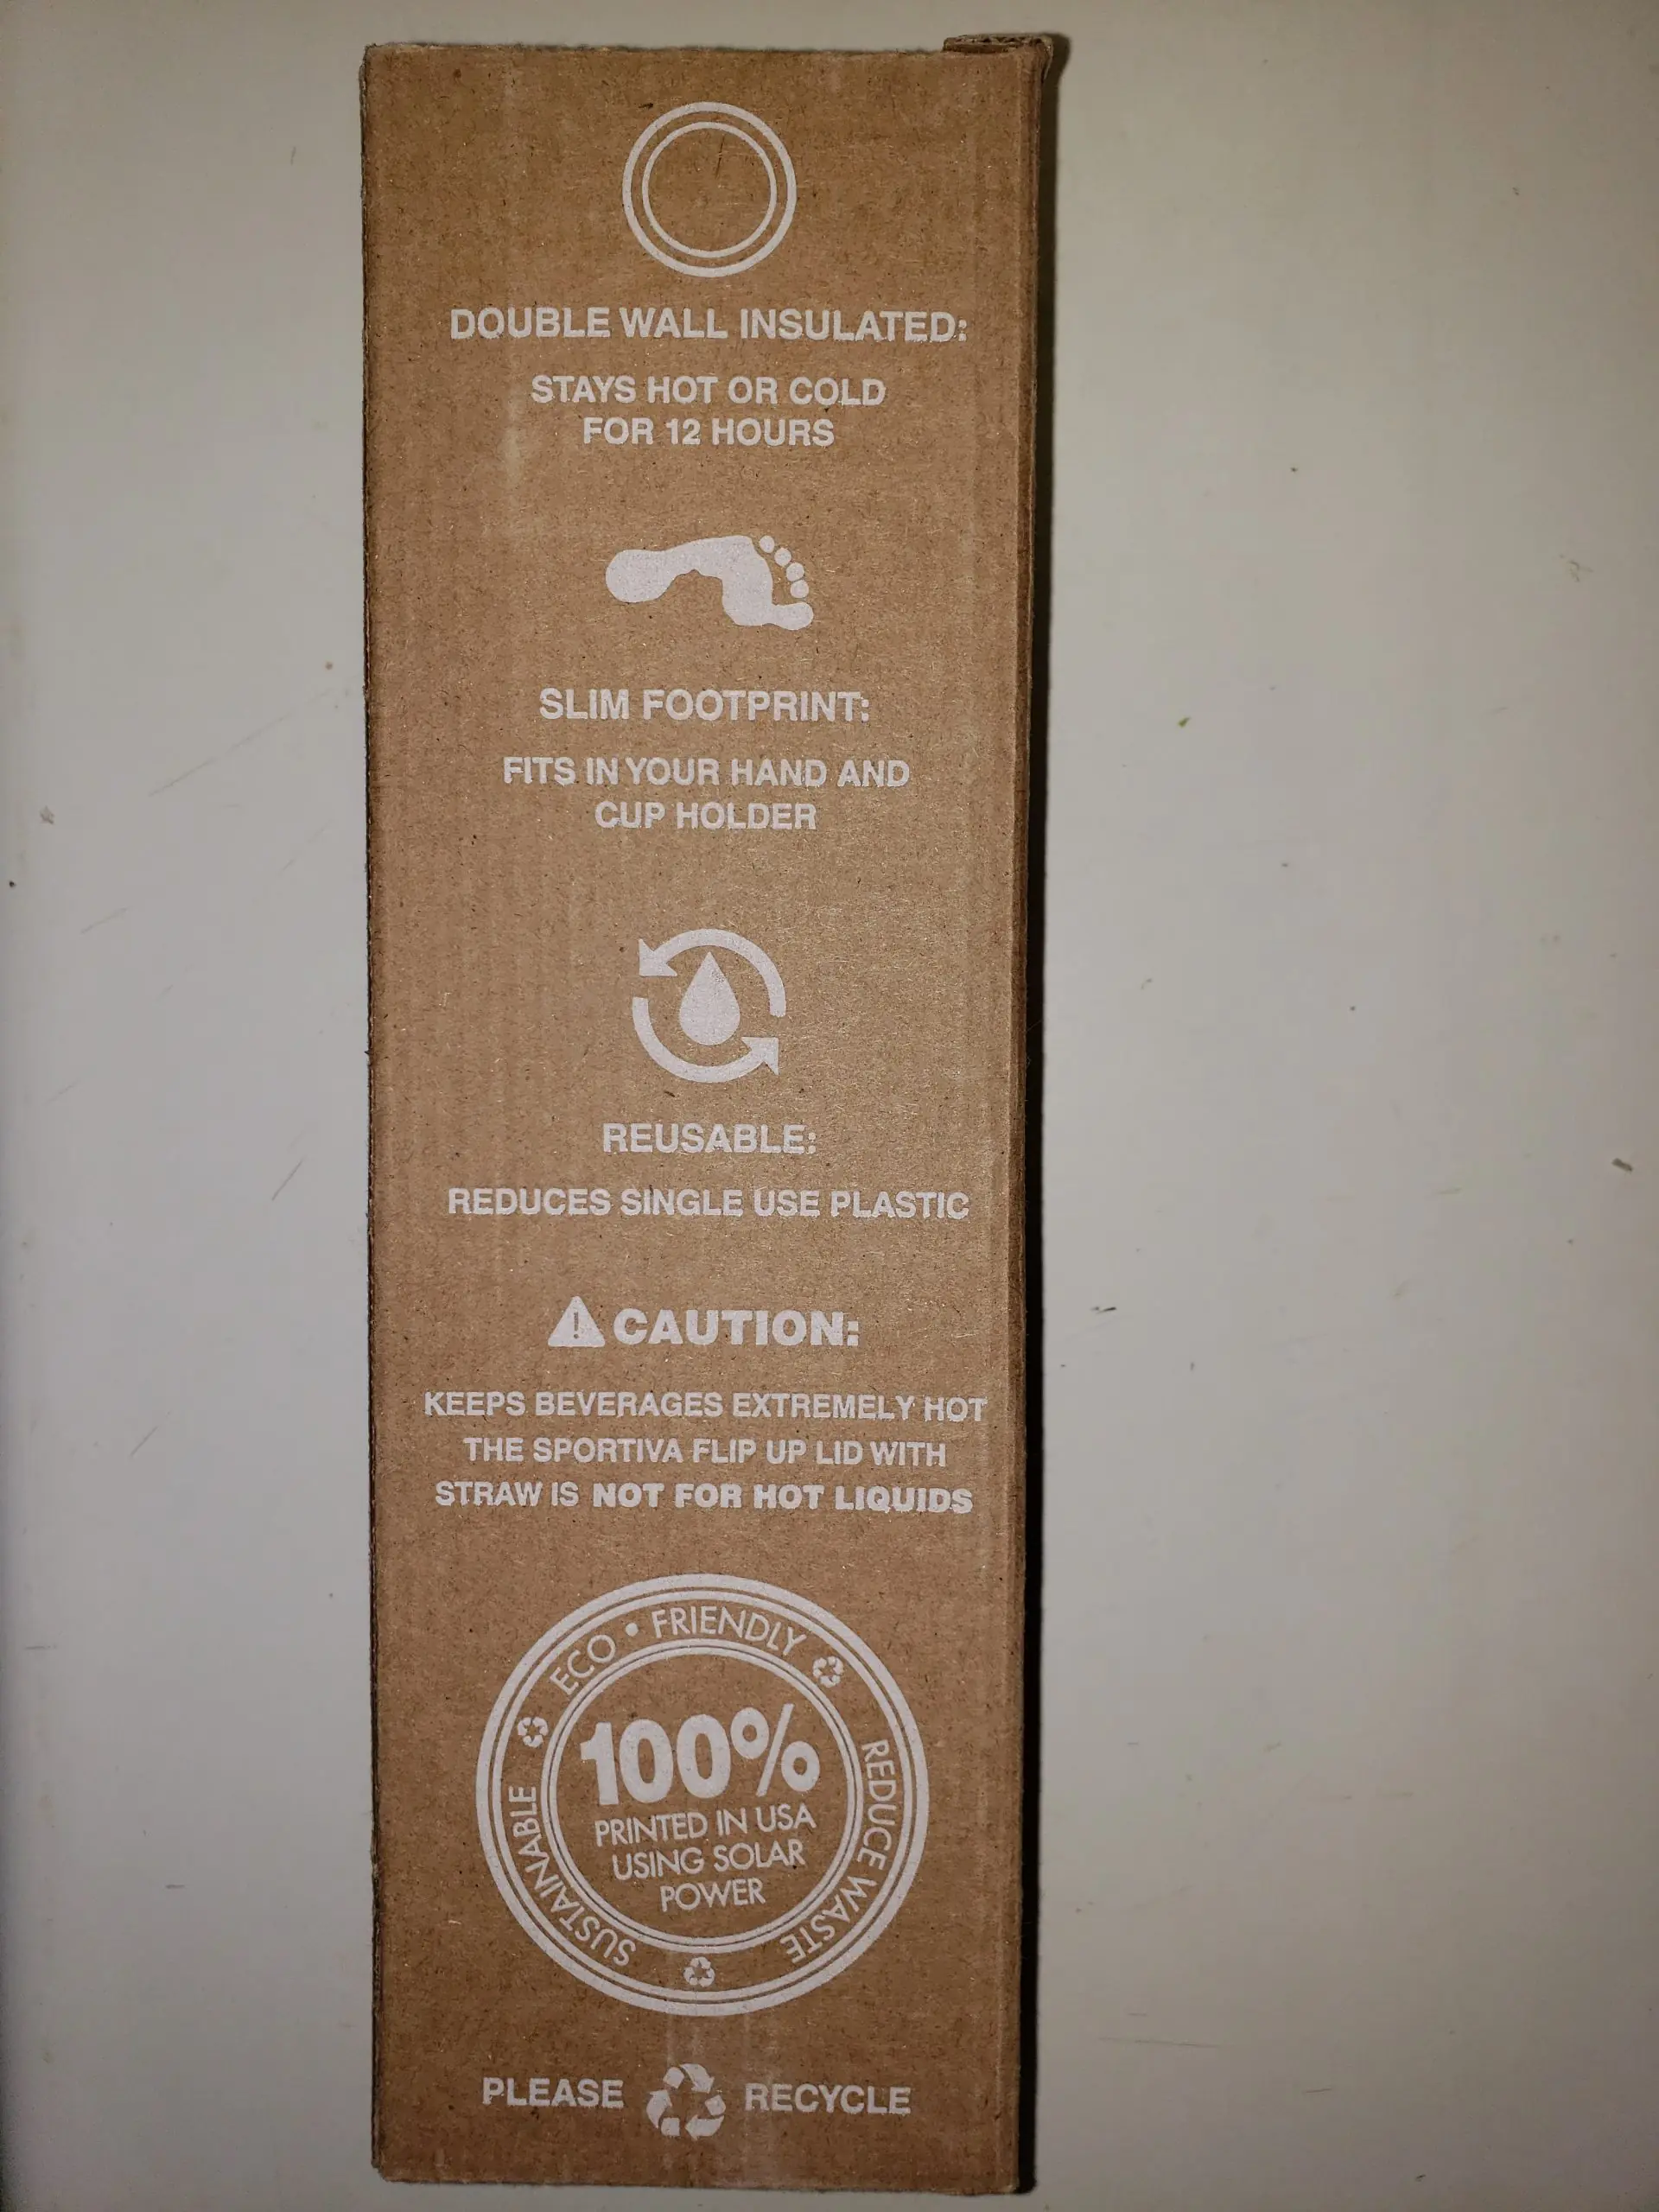 DOUBLE WALL INSULATED:
STAYS HOT OR COLD
FOR 12 HOURS
SLIM FOOTPRINT:
FITS IN YOUR HAND AND
CUP HOLDER
REUSABLE:
REDUCES SINGLE USE PLASTIC
CAUTION:
KEEPS BEVERAGES EXTREMELY HOT
THE SPORTIVA FLIP UP LID WITH
STRAW IS NOT FOR HOT LIQUIDS
ECO • FRIENDLY
REDUCE WASTE
SUSTAINABLE
100%
PRINTED IN USA
USING SOLAR
POWER
PLEASE RECYCLE